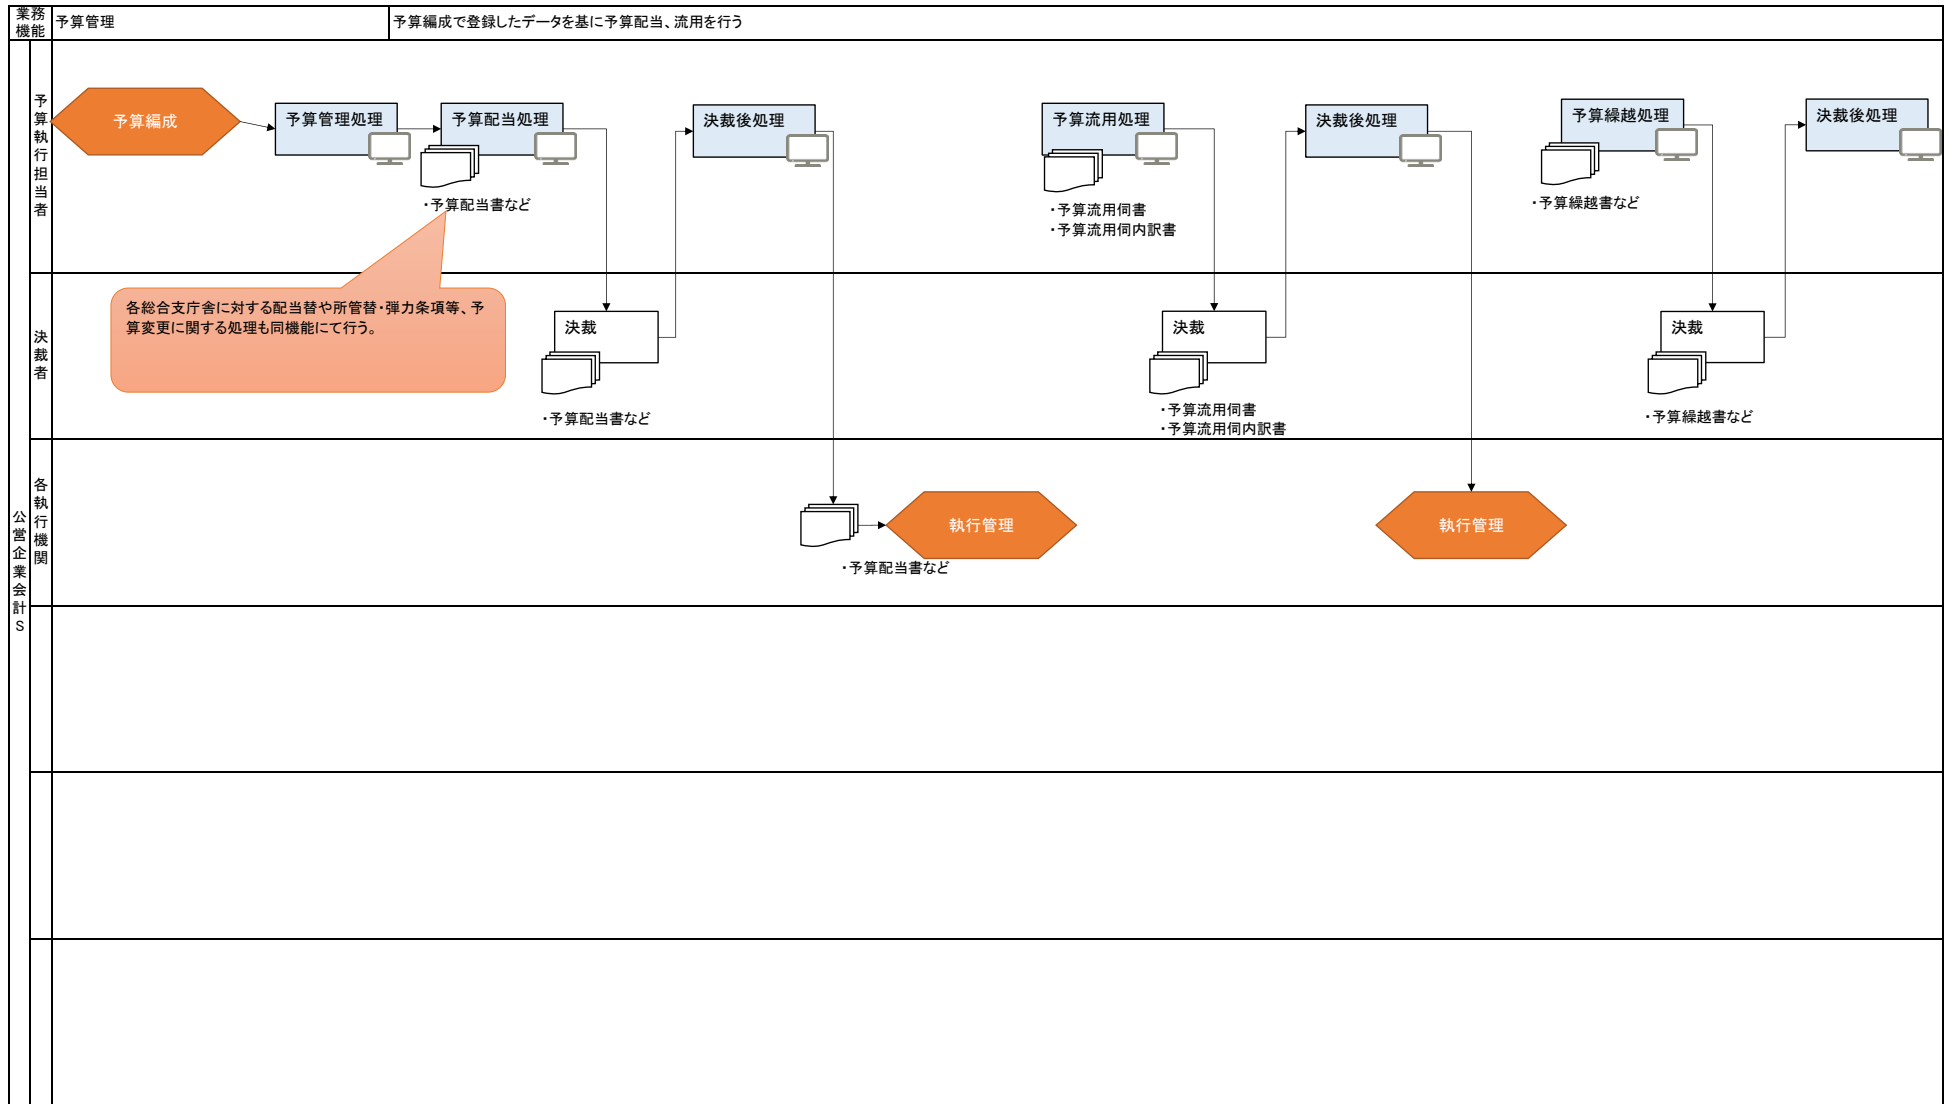 業務
機能
予算管理
予算編成で登録したデータを基に予算配当、流用を行う
公営企業会計S
予算執行担当者
予算編成
予算管理処理
予算配当処理
・予算配当書など
決裁後処理
予算流用処理
・予算流用伺書
・予算流用伺内訳書
決裁後処理
予算繰越処理
・予算繰越書など
決裁後処理
決裁者
各総合支庁舎に対する配当替や所管替・弾力条項等、予
算変更に関する処理も同機能にて行う。
決裁
・予算配当書など
決裁
・予算流用伺書
・予算流用伺内訳書
決裁
・予算繰越書など
各執行機関
・予算配当書など
執行管理
執行管理